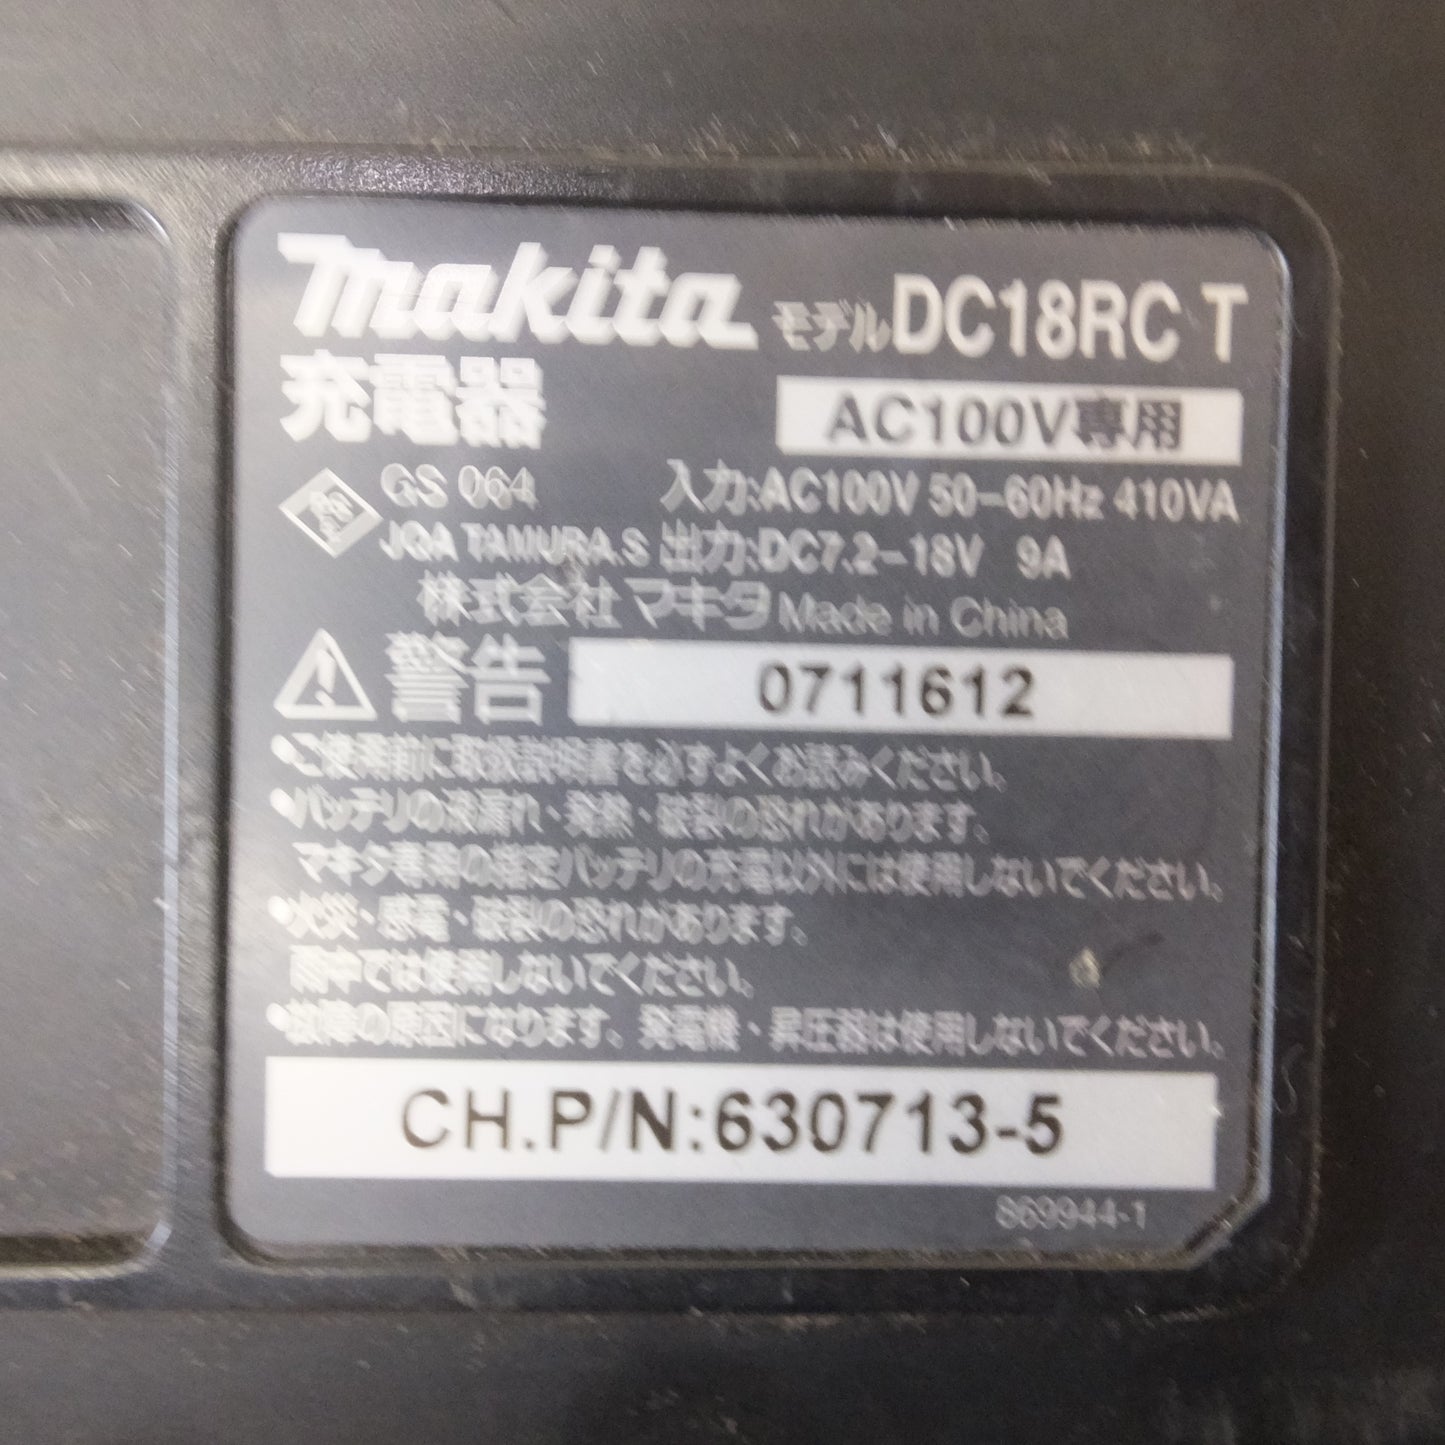 makita モデル DC18RC T
充電器 AC100V専用
GS 064 入力:AC100V 50-60Hz 410VA
JQA TAMURA.S 出力:DC7.2-18V 9A
株式会社マキタ Made in China
警告 0711612
•ご使用前に取扱説明書を必ずよくお読みください。
•バッテリの液漏れ・発熱・破裂の恐れがあります。
マキタ専用の指定バッテリの充電以外には使用しないでください。
•火災・感電・破裂の恐れがあります。
雨中では使用しないでください。
•故障の原因になります。発電機・昇圧器は使用しないでください。
CH.P/N:630713-5
869944-1